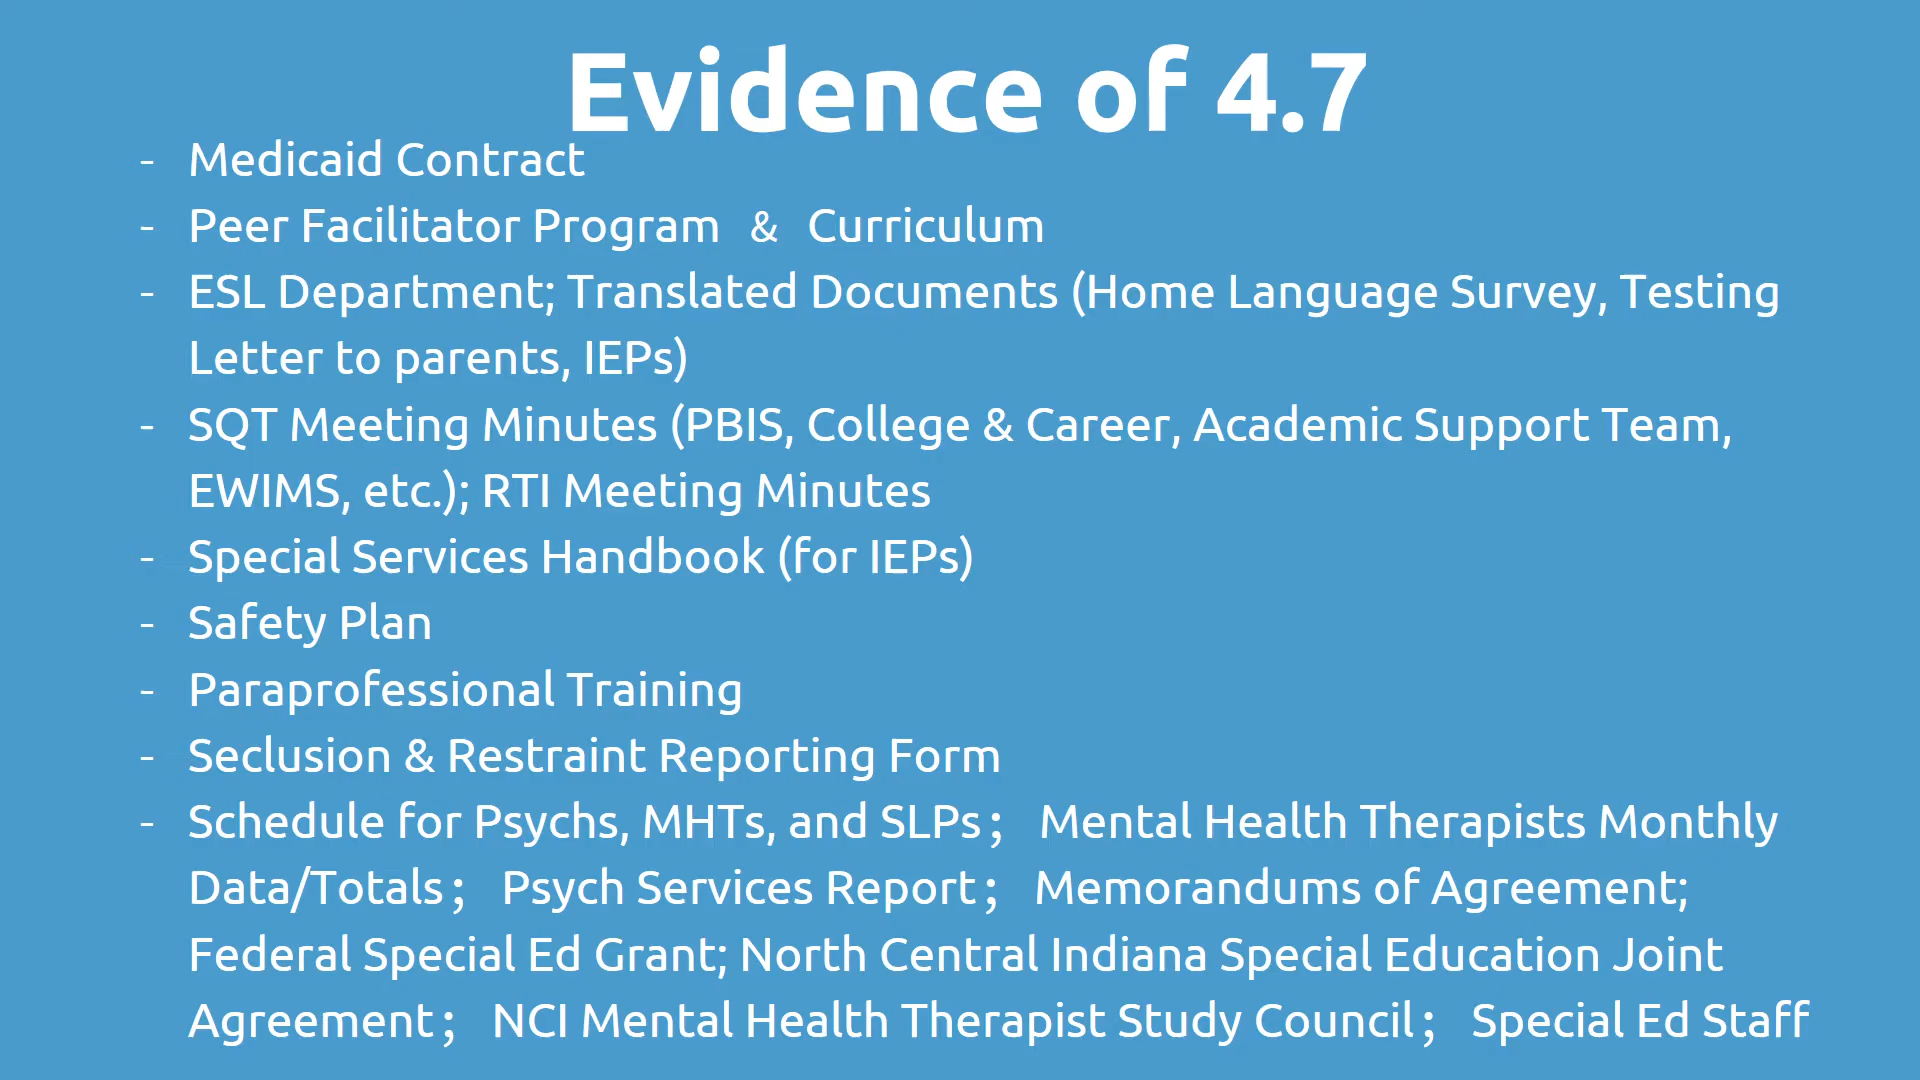 Evidence of 4.7
- Medicaid Contract
- Peer Facilitator Program & Curriculum
- ESL Department; Translated Documents (Home Language Survey, Testing
Letter to parents, IEPs)
- SQT Meeting Minutes (PBIS, College & Career, Academic Support Team,
EWIMS, etc.); RTI Meeting Minutes
- Special Services Handbook (for IEPs)
- Safety Plan
- Paraprofessional Training
- Seclusion & Restraint Reporting Form
- Schedule for Psychs, MHTs, and SLPs; Mental Health Therapists Monthly
Data/Totals; Psych Services Report; Memorandums of Agreement;
Federal Special Ed Grant; North Central Indiana Special Education Joint
Agreement; NCI Mental Health Therapist Study Council; Special Ed Staff